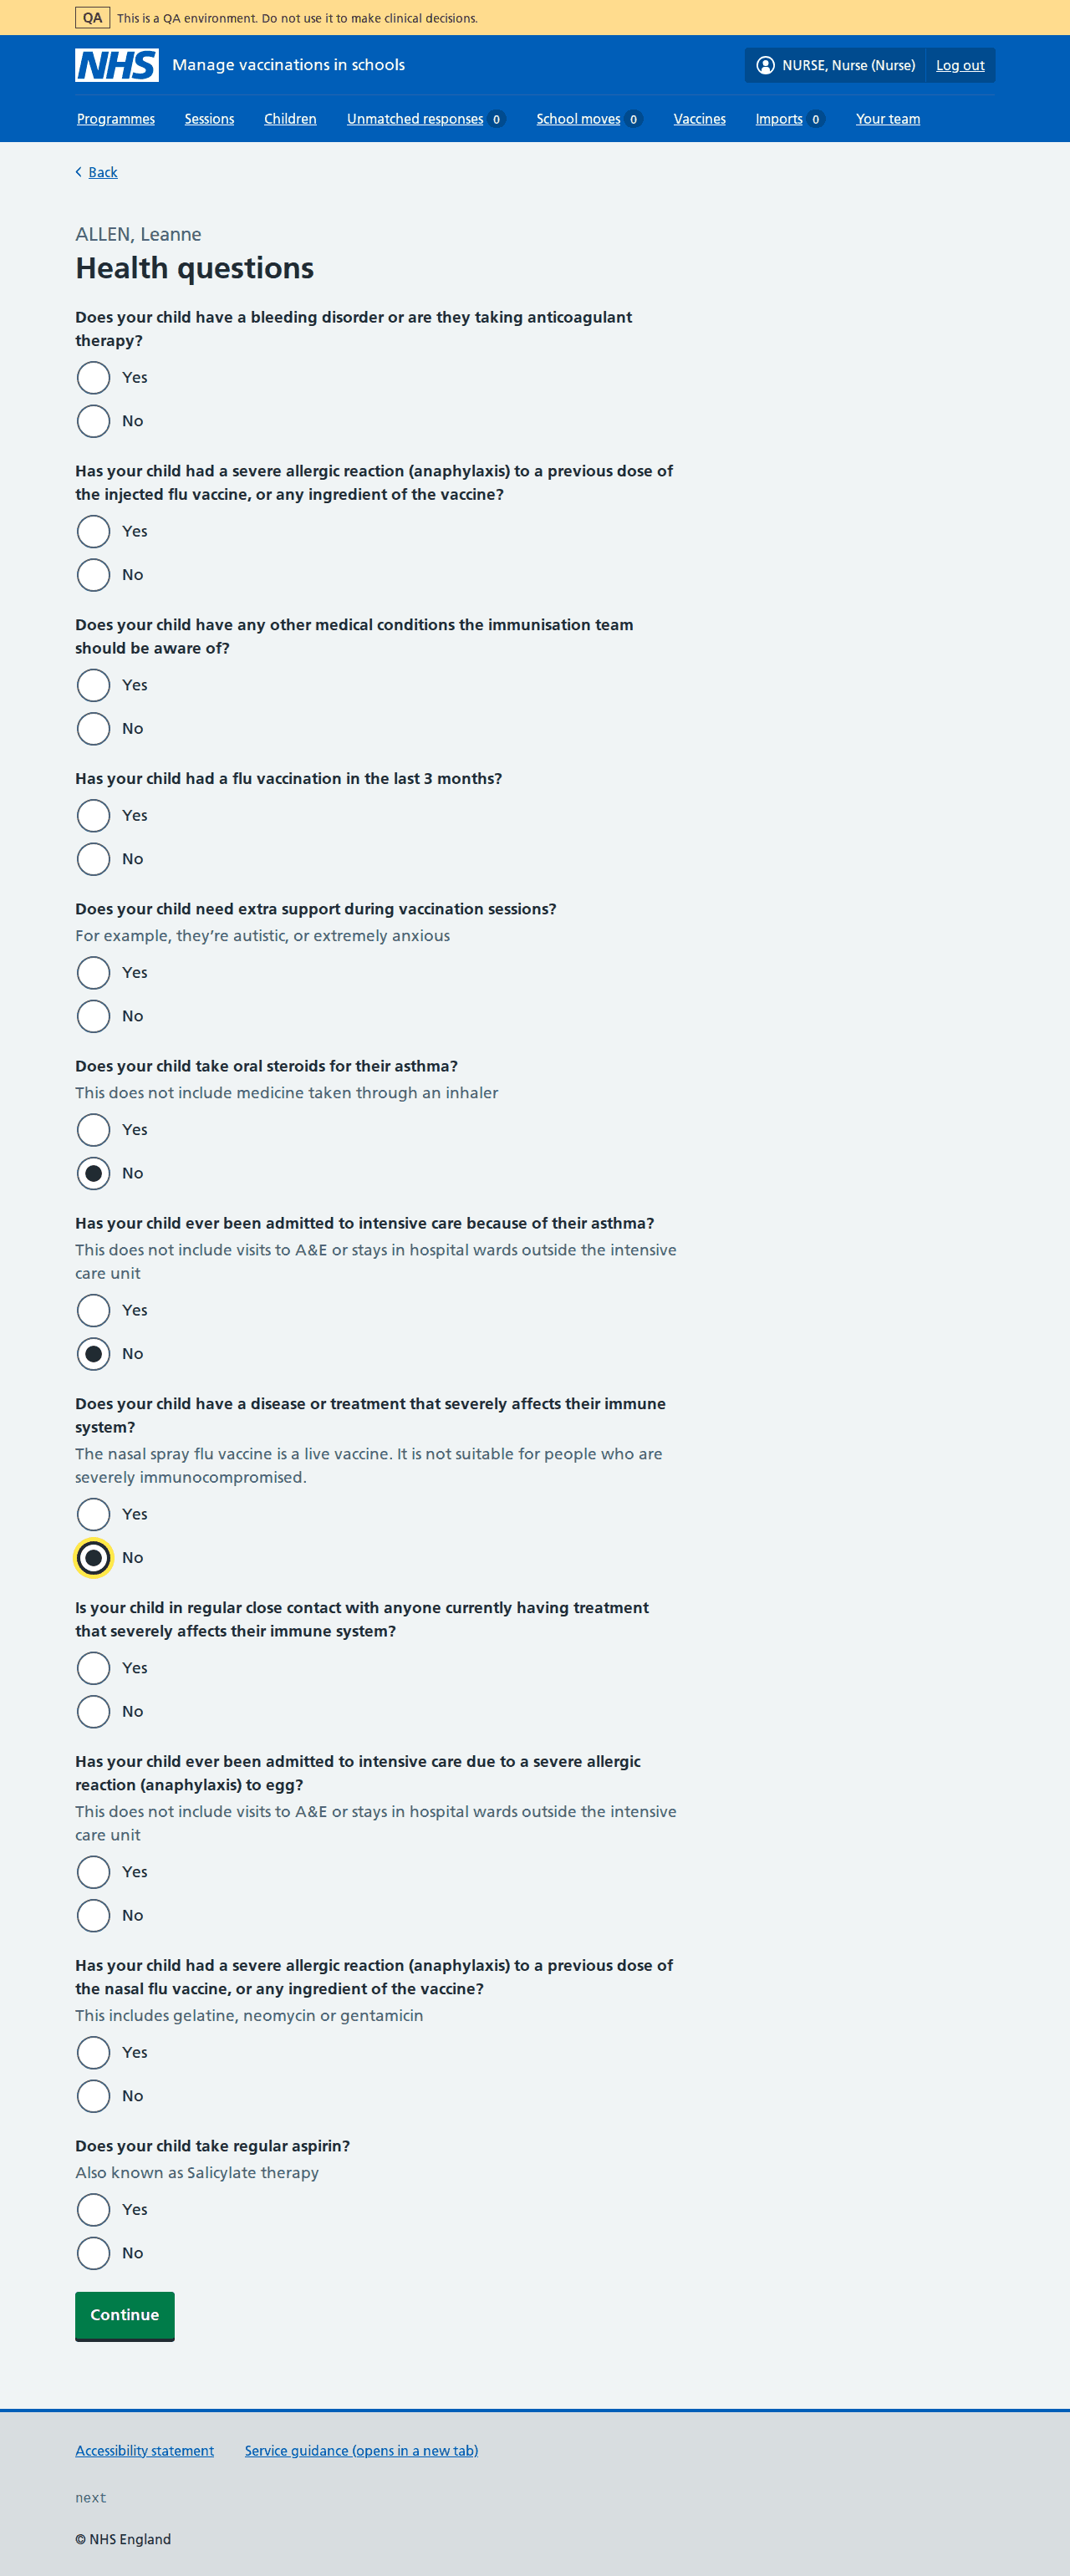 QA This is a QA environment. Do not use it to make clinical decisions.
NHS Manage vaccinations in schools NURSE, Nurse (Nurse) Log out
Programmes Sessions Children Unmatched responses 0 School moves 0 Vaccines Imports 0 Your team
Back
ALLEN, Leanne
Health questions
Does your child have a bleeding disorder or are they taking anticoagulant
therapy?
Yes
No
Has your child had a severe allergic reaction (anaphylaxis) to a previous dose of
the injected flu vaccine, or any ingredient of the vaccine?
Yes
No
Does your child have any other medical conditions the immunisation team
should be aware of?
Yes
No
Has your child had a flu vaccination in the last 3 months?
Yes
No
Does your child need extra support during vaccination sessions?
For example, they’re autistic, or extremely anxious
Yes
No
Does your child take oral steroids for their asthma?
This does not include medicine taken through an inhaler
Yes
No
Has your child ever been admitted to intensive care because of their asthma?
This does not include visits to A&E or stays in hospital wards outside the intensive
care unit
Yes
No
Does your child have a disease or treatment that severely affects their immune
system?
The nasal spray flu vaccine is a live vaccine. It is not suitable for people who are
severely immunocompromised.
Yes
No
Is your child in regular close contact with anyone currently having treatment
that severely affects their immune system?
Yes
No
Has your child ever been admitted to intensive care due to a severe allergic
reaction (anaphylaxis) to egg?
This does not include visits to A&E or stays in hospital wards outside the intensive
care unit
Yes
No
Has your child had a severe allergic reaction (anaphylaxis) to a previous dose of
the nasal flu vaccine, or any ingredient of the vaccine?
This includes gelatine, neomycin or gentamicin
Yes
No
Does your child take regular aspirin?
Also known as Salicylate therapy
Yes
No
Continue
Accessibility statement Service guidance (opens in a new tab)
next
© NHS England